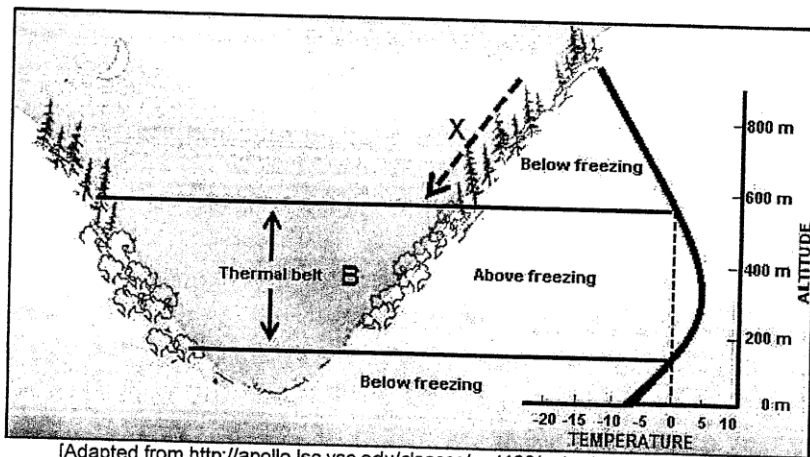 X
Below freezing
Thermal belt
B
Above freezing
Below freezing
800 m
600 m
400 m
200 m
0 m
ALTITUDE
-20 -15 -10 -5 0 5 10
TEMPERATURE
[Adapted from http://apollo.lsc.vsc.edu/classes/